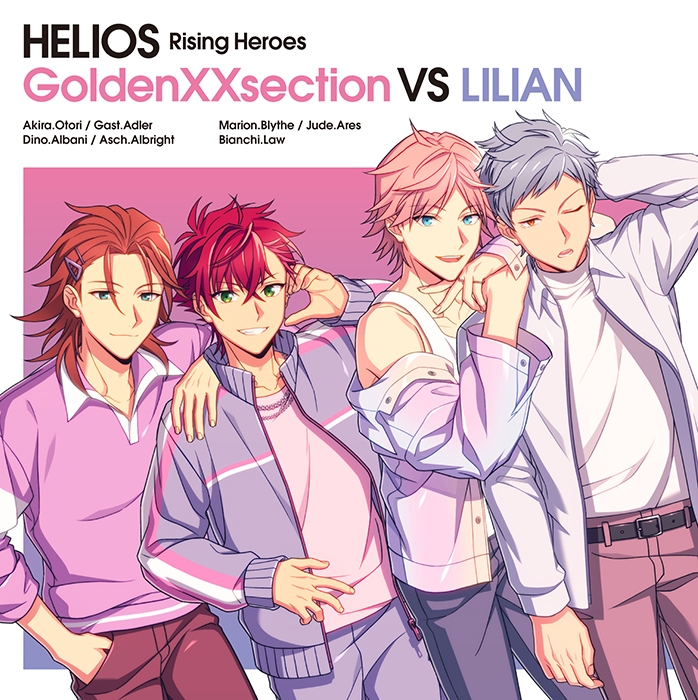 HELIOS Rising Heroes
GoldenXXsection VS LILIAN
Akira.Otori / Gast.Adler
Dino.Albani / Asch.Albright
Marion.Blythe / Jude.Ares
Bianchi.Law